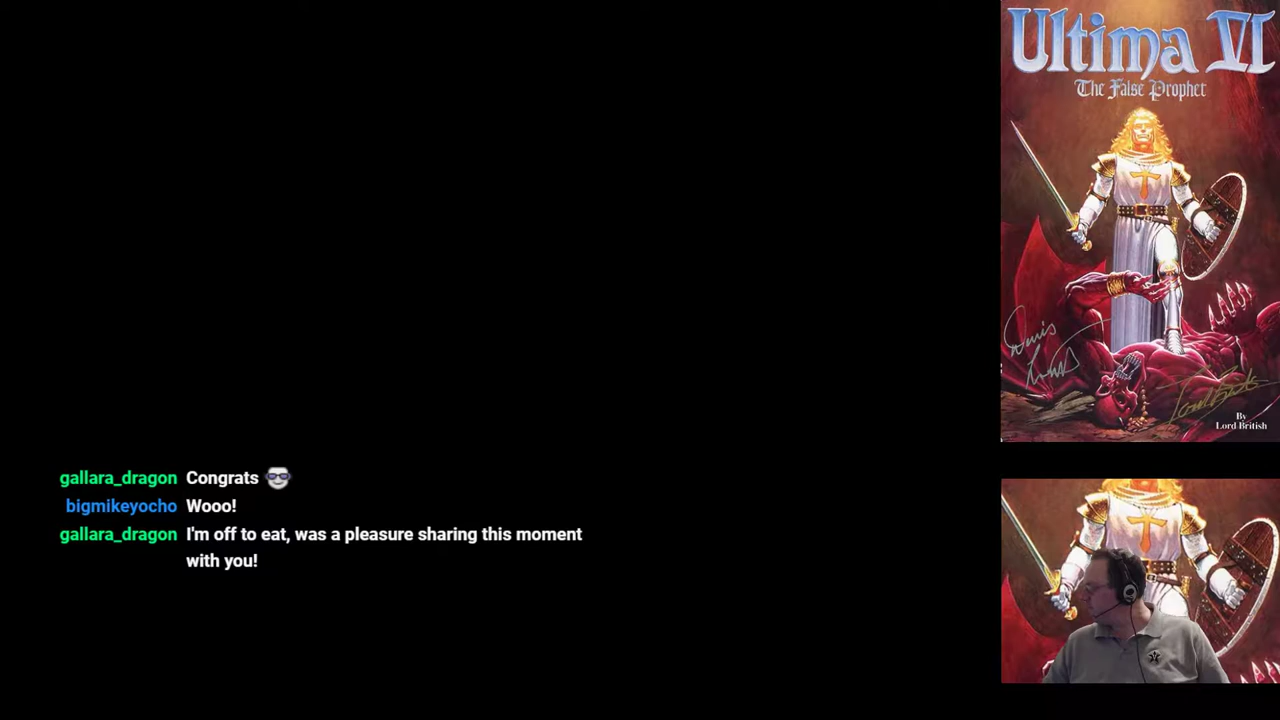 Ultima VI
The False Prophet
By
Lord British
gallara_dragon Congrats
bigmikeyocho Wooo!
gallara_dragon I'm off to eat, was a pleasure sharing this moment
with you!